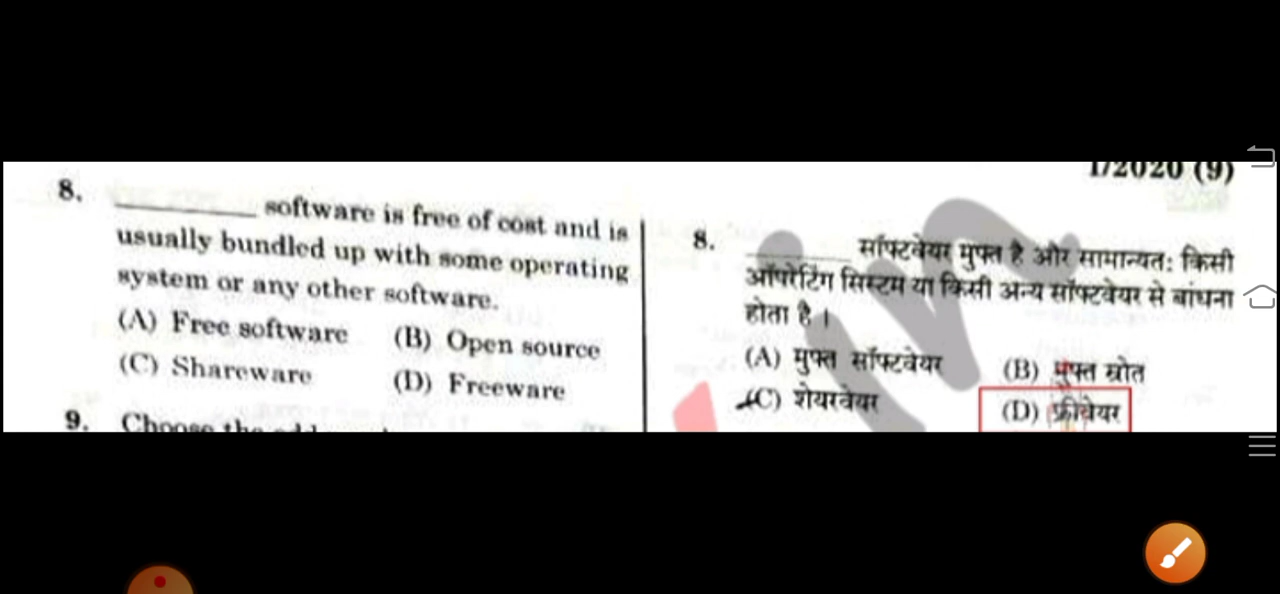 1/2020 (9)
8.
________ software is free of cost and is
usually bundled up with some operating
system or any other software.
(A) Free software (B) Open source
(C) Shareware (D) Freeware
9. Choose the odd
8.
________ सॉफ्टवेयर मुफ्त है और सामान्यतः किसी
ऑपरेटिंग सिस्टम या किसी अन्य सॉफ्टवेयर से बांधना
होता है ।
(A) मुफ्त सॉफ्टवेयर (B) मुफ्त स्रोत
(C) शेयरवेयर (D) फ्रीवेयर
in